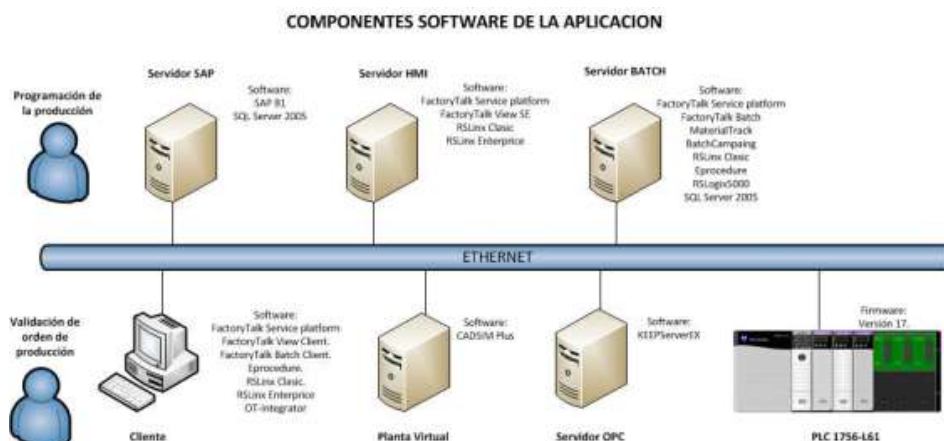 COMPONENTES SOFTWARE DE LA APLICACION
Servidor SAP
Software:
SAP B1
SQL Server 2005
Servidor HMI
Software:
FactoryTalk Service platform
FactoryTalk View SE
RSLinx Clasic
RSLinx Enterprice
Servidor BATCH
Software:
FactoryTalk Service platform
FactoryTalk Batch
MaterialTrack
BatchCampaing
RSLinx Clasic
Eprocedure
RSLogix5000
SQL Server 2005
Programación de
la producción
ETHERNET
Validación de
orden de
producción
Software:
FactoryTalk Service platform
FactoryTalk View Client.
FactoryTalk Batch Client.
Eprocedure.
RSLinx Clasic.
RSLinx Enterprice
OT-Integrator
Cliente
Software:
CADSIM Plus
Planta Virtual
Software:
KEEPServerEX
Servidor OPC
Firmware:
Versión 17.
PLC 1756-L61